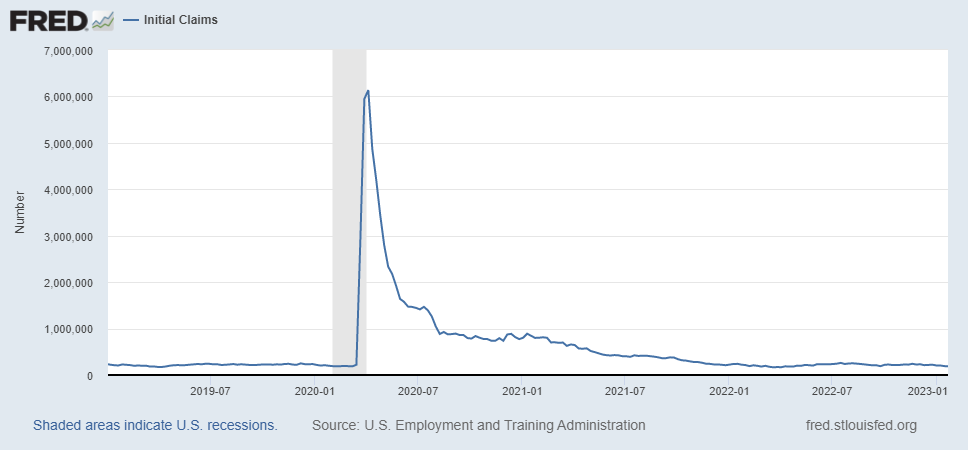 FRED
Initial Claims
7,000,000
6,000,000
5,000,000
4,000,000
3,000,000
2,000,000
1,000,000
0
Number
2019-07
2020-01
2020-07
2021-01
2021-07
2022-01
2022-07
2023-01
Shaded areas indicate U.S. recessions.
Source: U.S. Employment and Training Administration
fred.stlouisfed.org